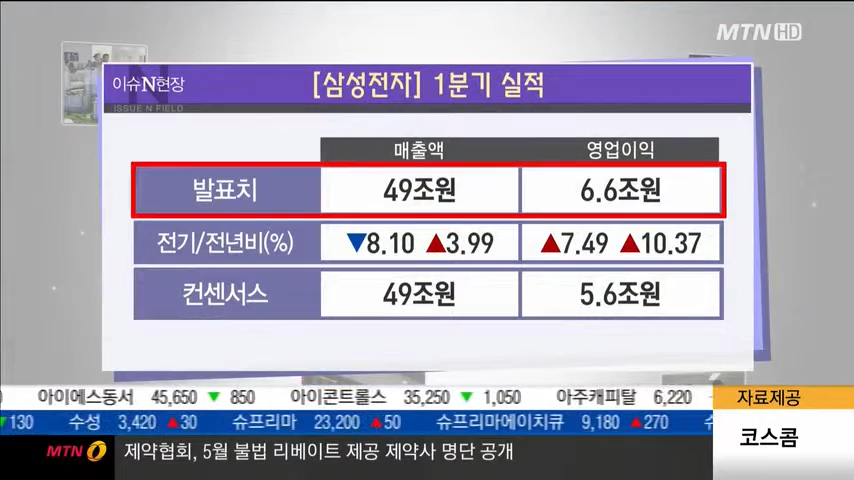 MTN HD
이슈N현장
ISSUE N FIELD
[삼성전자] 1분기 실적
매출액 영업이익
발표치 49조원 6.6조원
전기/전년비(%) ▼8.10 ▲3.99 ▲7.49 ▲10.37
컨센서스 49조원 5.6조원
아이에스동서 45,650 ▼ 850 아이콘트롤스 35,250 ▼ 1,050 아주캐피탈 6,220
▼130 수성 3,420 ▲30 슈프리마 23,200 ▲50 슈프리마에이치큐 9,180 ▲270
자료제공
코스콤
MTN
제약협회, 5월 불법 리베이트 제공 제약사 명단 공개